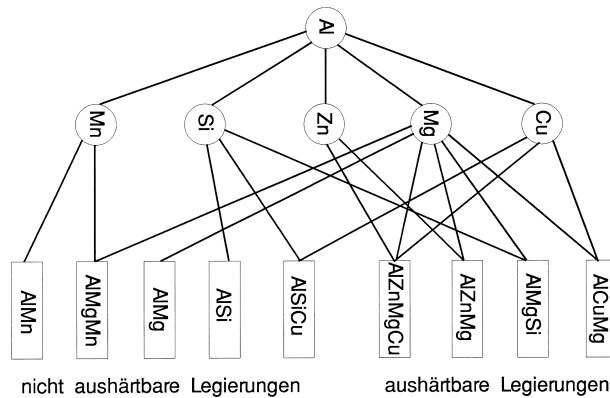 Al
Mn
Si
Zn
Mg
Cu
AlMn
AlMgMn
AlMg
AlSi
AlSiCu
AlZnMgCu
AlZnMg
AlMgSi
AlCuMg
nicht aushärtbare Legierungen
aushärtbare Legierungen